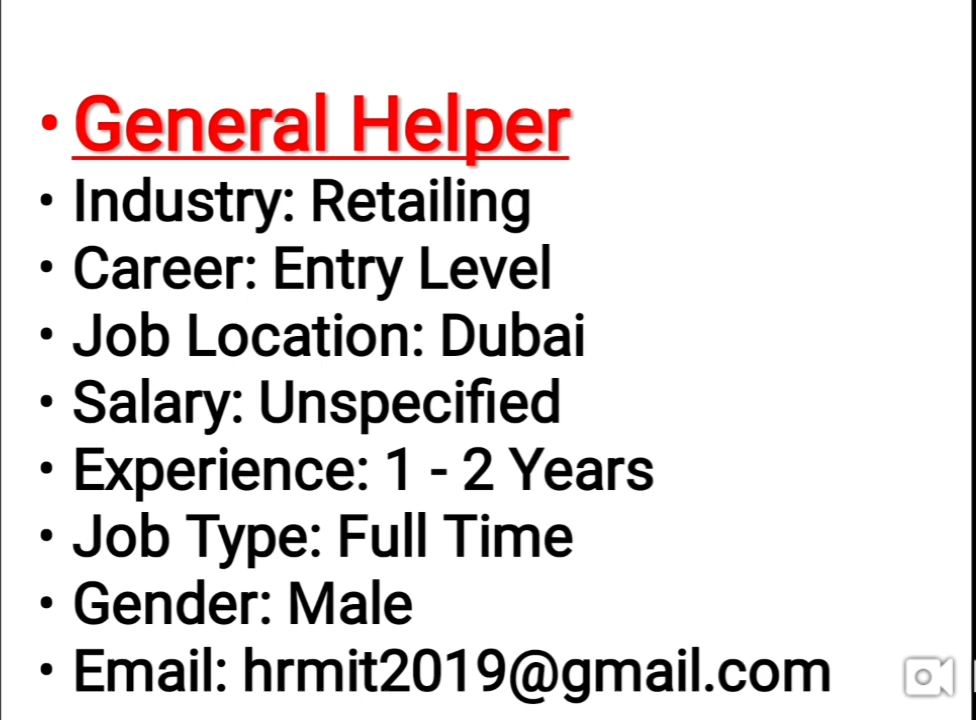 • General Helper
• Industry: Retailing
• Career: Entry Level
• Job Location: Dubai
• Salary: Unspecified
• Experience: 1 - 2 Years
• Job Type: Full Time
• Gender: Male
• Email: hrmit2019@gmail.com